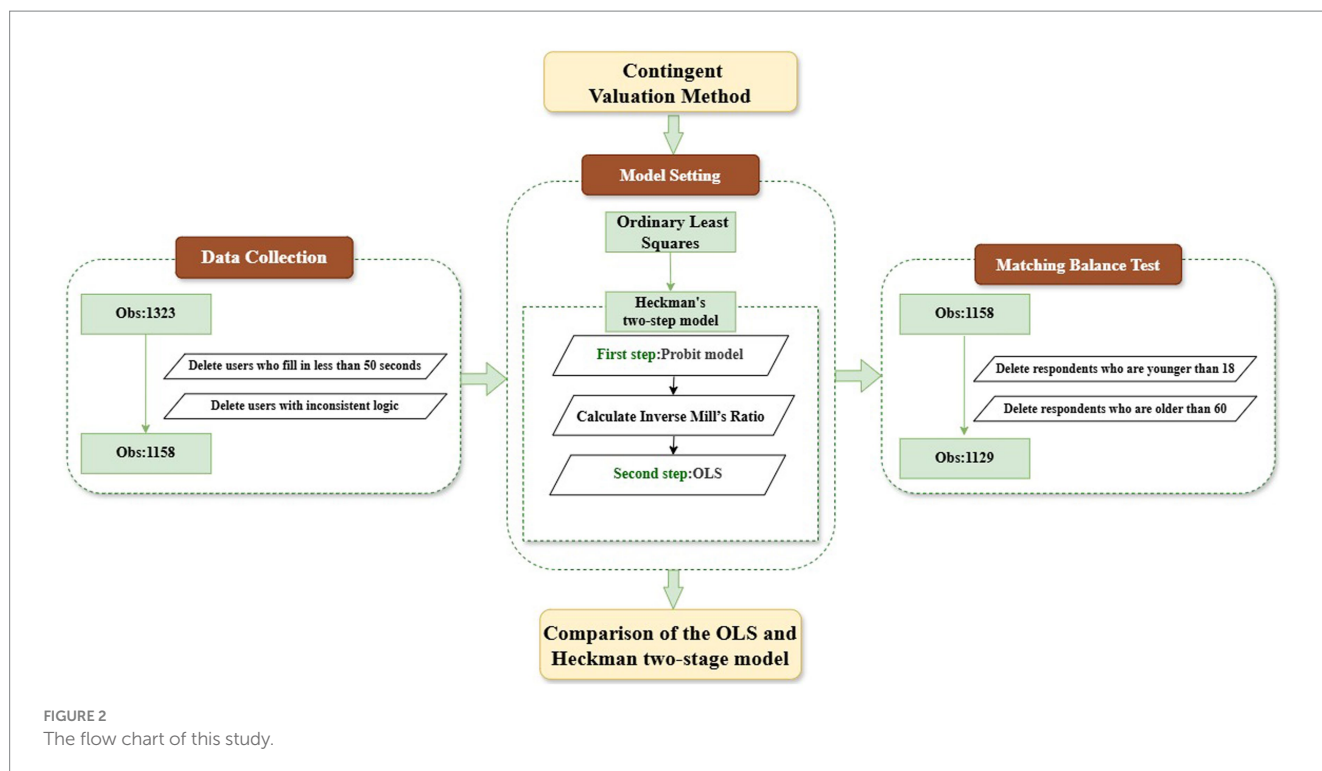 Contingent
Valuation Method
Model Setting
Ordinary Least
Squares
Heckman's
two-step model
First step:Probit model
Calculate Inverse Mill's Ratio
Second step:OLS
Data Collection
Obs:1323
Delete users who fill in less than 50 seconds
Delete users with inconsistent logic
Obs:1158
Matching Balance Test
Obs:1158
Delete respondents who are younger than 18
Delete respondents who are older than 60
Obs:1129
Comparison of the OLS and
Heckman two-stage model
FIGURE 2
The flow chart of this study.